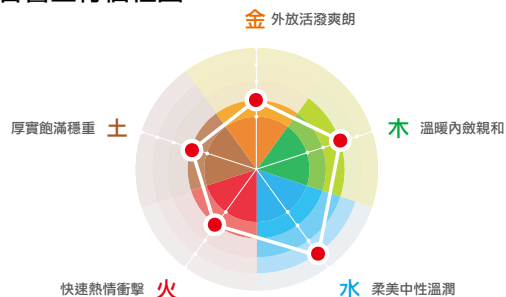 金 外放活潑爽朗
厚實飽滿穩重 土
木 溫暖內斂親和
快速熱情衝擊 火
水 柔美中性溫潤